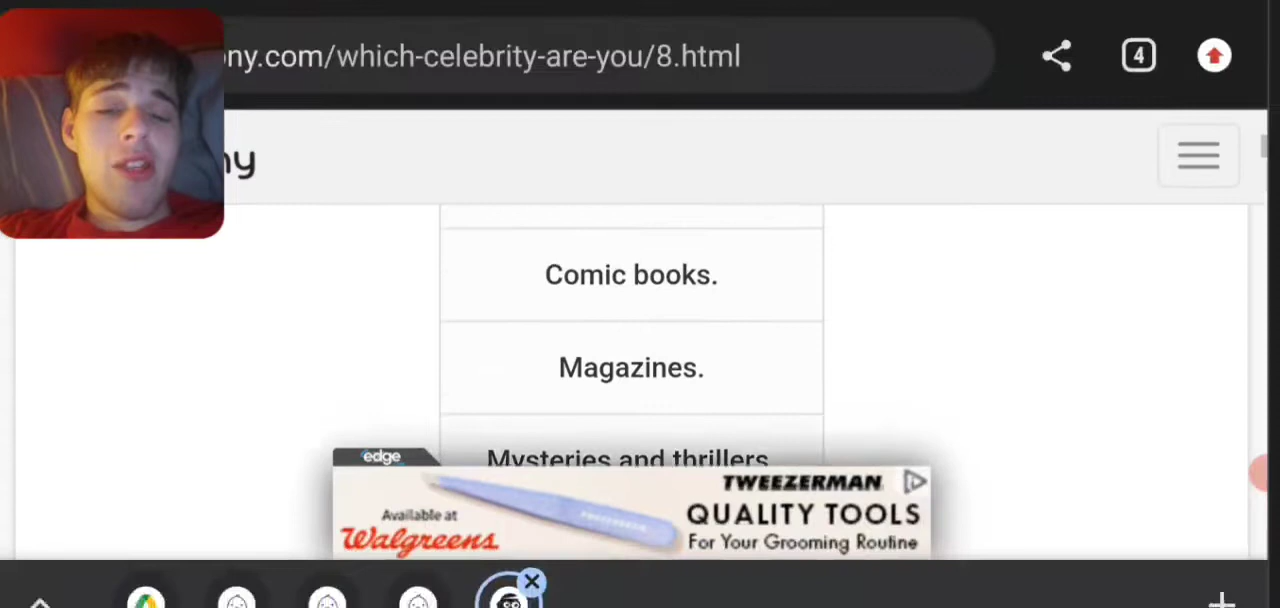 ny.com/which-celebrity-are-you/8.html
4
ny
Comic books.
Magazines.
Mysteries and thrillers
edge
Available at
Walgreens
TWEEZERMAN
QUALITY TOOLS
For Your Grooming Routine